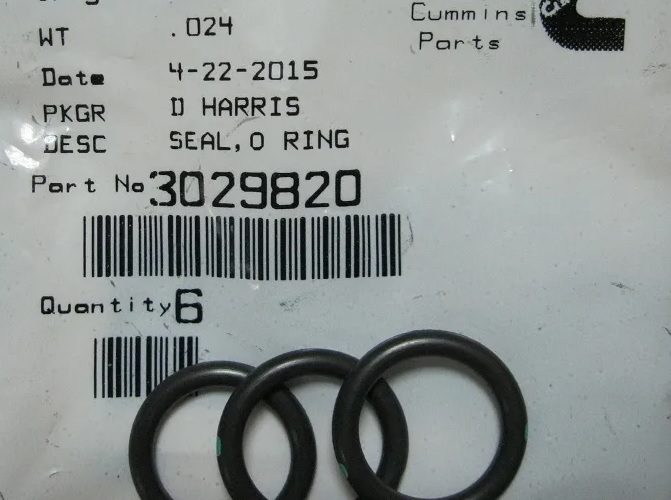 WT .024
Date 4-22-2015
PKGR D HARRIS
DESC SEAL,O RING
Part No 3029820
Quantity 6
Cummins
Parts